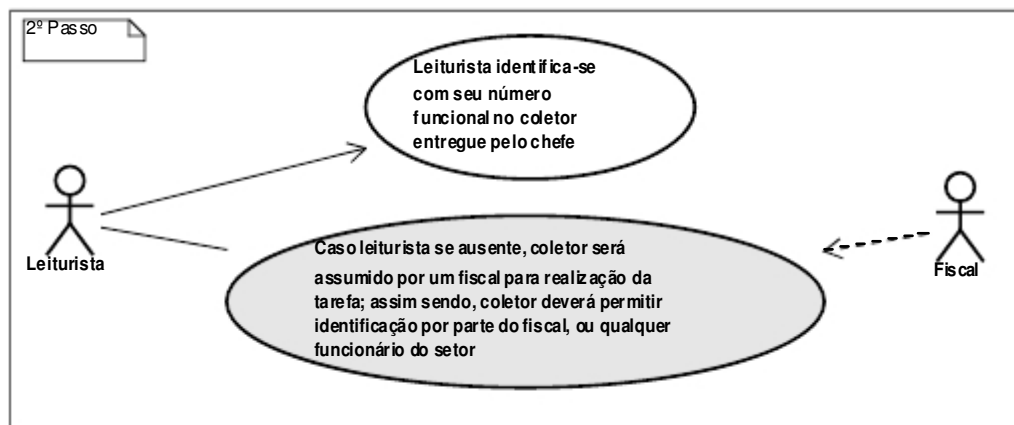 2º Passo
Leiturista identifica-se
com seu número
funcional no coletor
entregue pelo chefe
Leiturista
Caso leiturista se ausente, coletor será
assumido por um fiscal para realização da
tarefa; assim sendo, coletor deverá permitir
identificação por parte do fiscal, ou qualquer
funcionário do setor
Fiscal